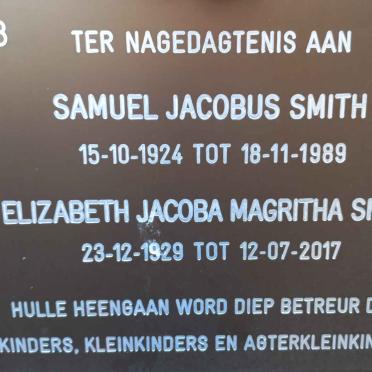 TER NAGEDAGTENIS AAN
SAMUEL JACOBUS SMITH
15-10-1924 TOT 18-11-1989
ELIZABETH JACOBA MAGRITHA
23-12-1929 TOT 12-07-2017
HULLE HEENGAAN WORD DIEP BETREUR
KINDERS, KLEINKINDERS EN